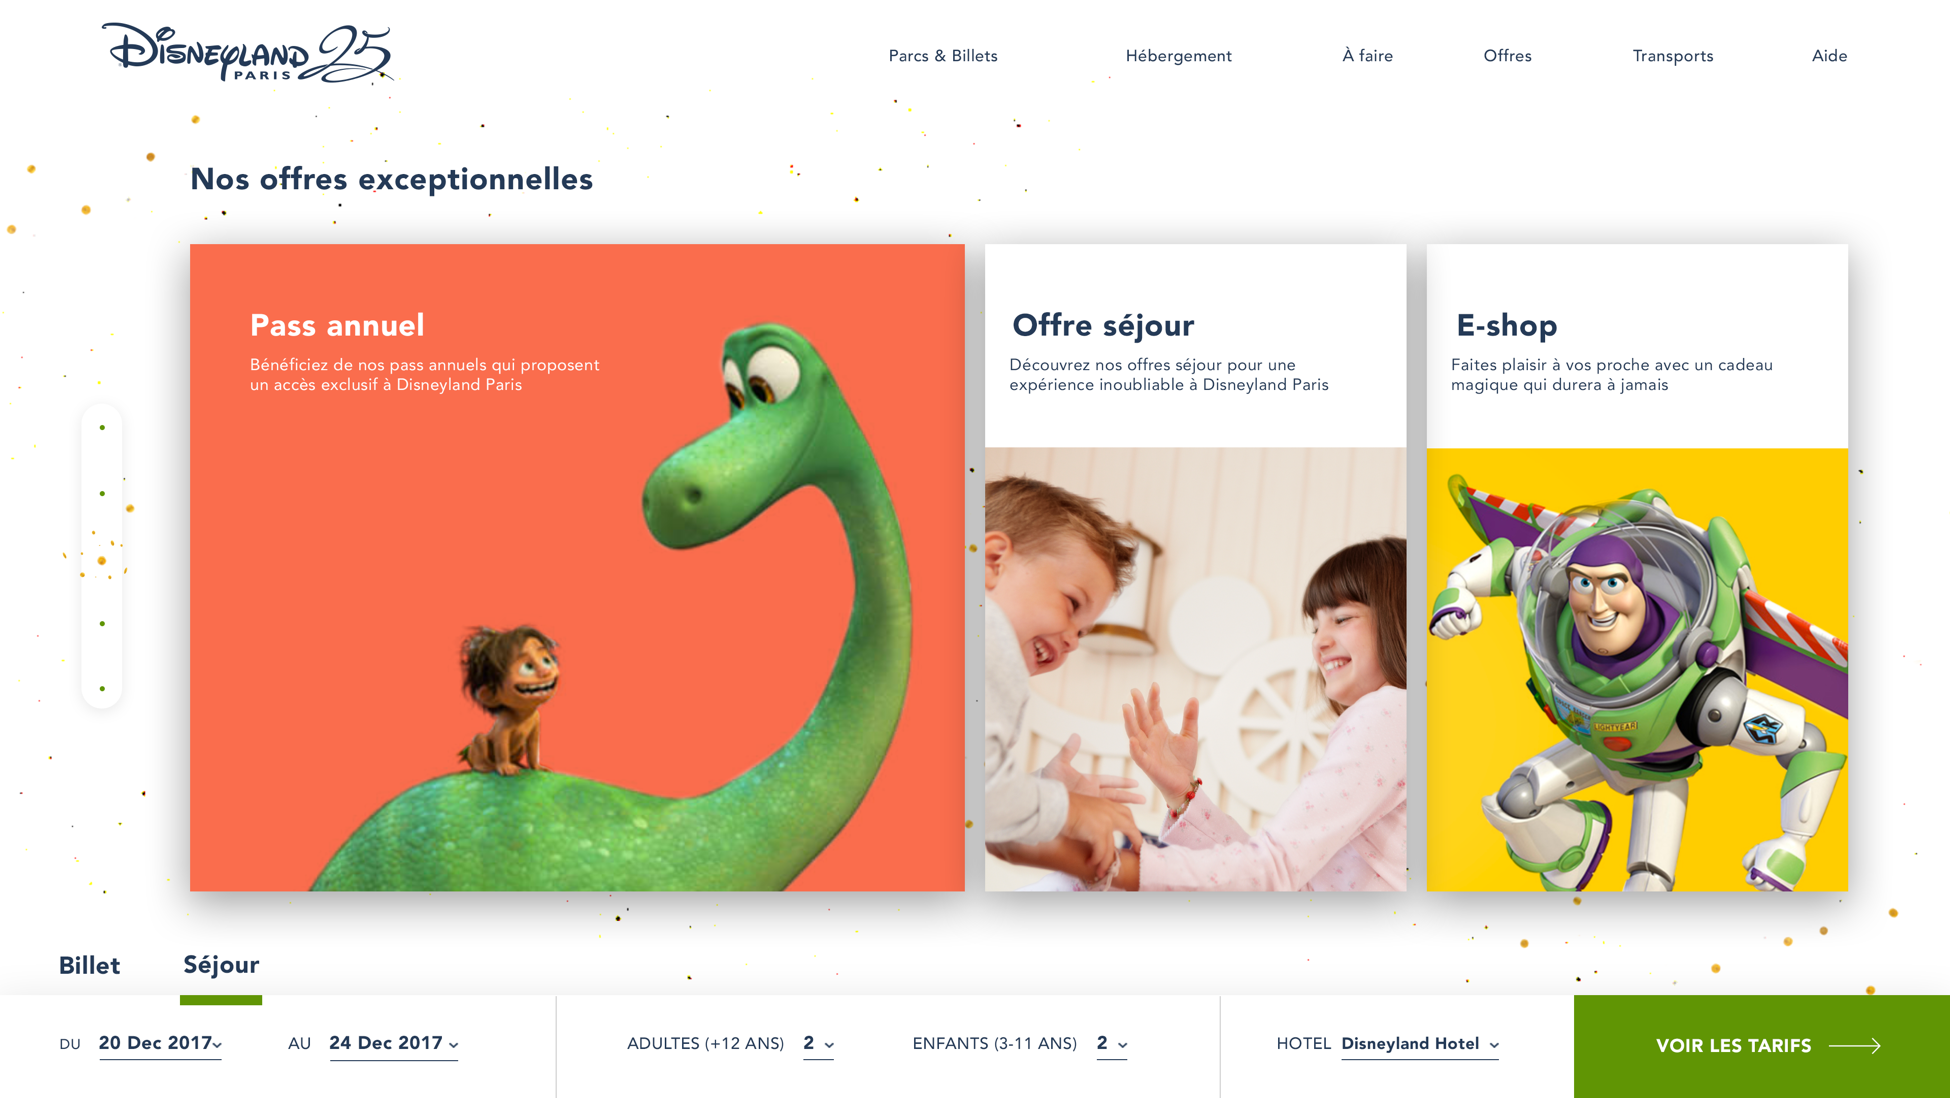 DISNEYLAND 25
PARIS
Parcs & Billets
Hébergement
À faire
Offres
Transports
Aide
Nos offres exceptionnelles
Pass annuel
Bénéficiez de nos pass annuels qui proposent
un accès exclusif à Disneyland Paris
Offre séjour
Découvrez nos offres séjour pour une
expérience inoubliable à Disneyland Paris
E-shop
Faites plaisir à vos proche avec un cadeau
magique qui durera à jamais
LIGHTYEAR
Billet
Séjour
DU 20 Dec 2017
AU 24 Dec 2017
ADULTES (+12 ANS) 2
ENFANTS (3-11 ANS) 2
HOTEL Disneyland Hotel
VOIR LES TARIFS